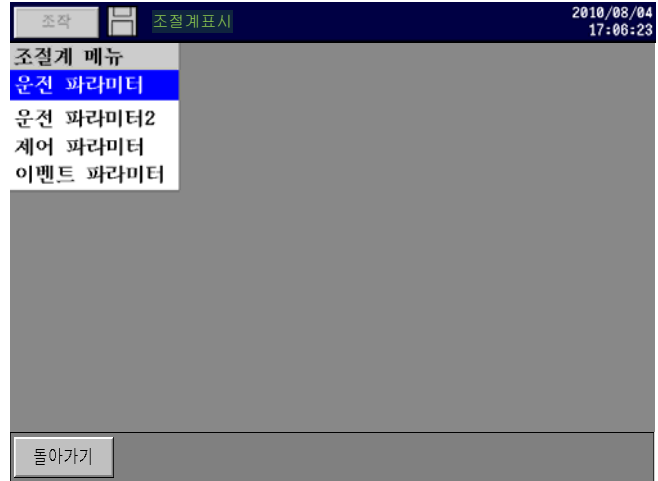 조작
조절계표시
2010/08/04
17:06:23
조절계 메뉴
운전 파라미터
운전 파라미터2
제어 파라미터
이벤트 파라미터
돌아가기